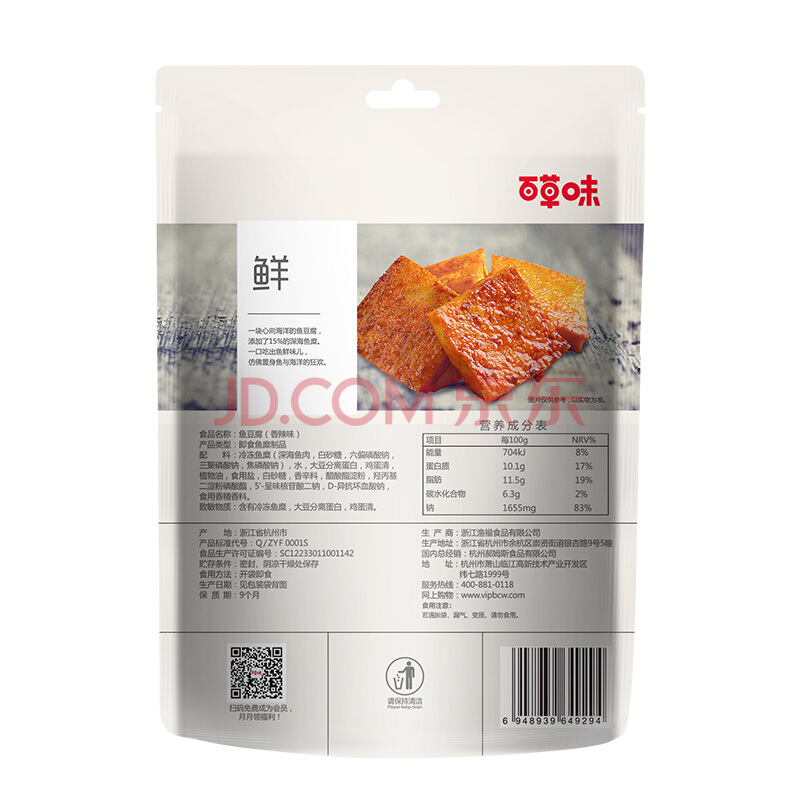 百草味
鲜
一块心向海洋的鱼豆腐，
添加了15%的深海鱼糜。
一口吃出鱼鲜味儿，
仿佛置身鱼与海洋的狂欢。
图片仅供参考，以实物为准。
JD.COM 京东
食品名称：鱼豆腐（香辣味）
产品类型：即食鱼糜制品
配 料：冷冻鱼糜（深海鱼肉，白砂糖，六偏磷酸钠，
三聚磷酸钠，焦磷酸钠），水，大豆分离蛋白，鸡蛋清，
植物油，食用盐，白砂糖，香辛料，醋酸酯淀粉，羟丙基
二淀粉磷酸酯，5'-呈味核苷酸二钠，D-异抗坏血酸钠，
食用香精香料。
致敏物质：含有冷冻鱼糜，大豆分离蛋白，鸡蛋清。
营养成分表
项目 每100g NRV%
能量 704kJ 8%
蛋白质 10.1g 17%
脂肪 11.5g 19%
碳水化合物 6.3g 2%
钠 1655mg 83%
产 地：浙江省杭州市
产品标准代号：Q/ZYF 0001S
食品生产许可证编号：SC12233011001142
贮存条件：密封、阴凉干燥处保存
食用方法：开袋即食
生产日期：见包装袋背面
保 质 期：9个月
生 产 商：浙江渔福食品有限公司
生产地址：浙江省杭州市余杭区崇贤街道银杏路9号5幢
国内总经销：杭州郝姆斯食品有限公司
地 址：杭州市萧山临江高新技术产业开发区
纬七路1999号
服务热线：400-881-0118
网上购物：www.vipbcw.com
食用注意：
若遇胀袋、漏气、变质，请勿食用。
百草味
扫码免费成为会员，
月月领福利！
请保持清洁
Please keep clean
6 948939 649294